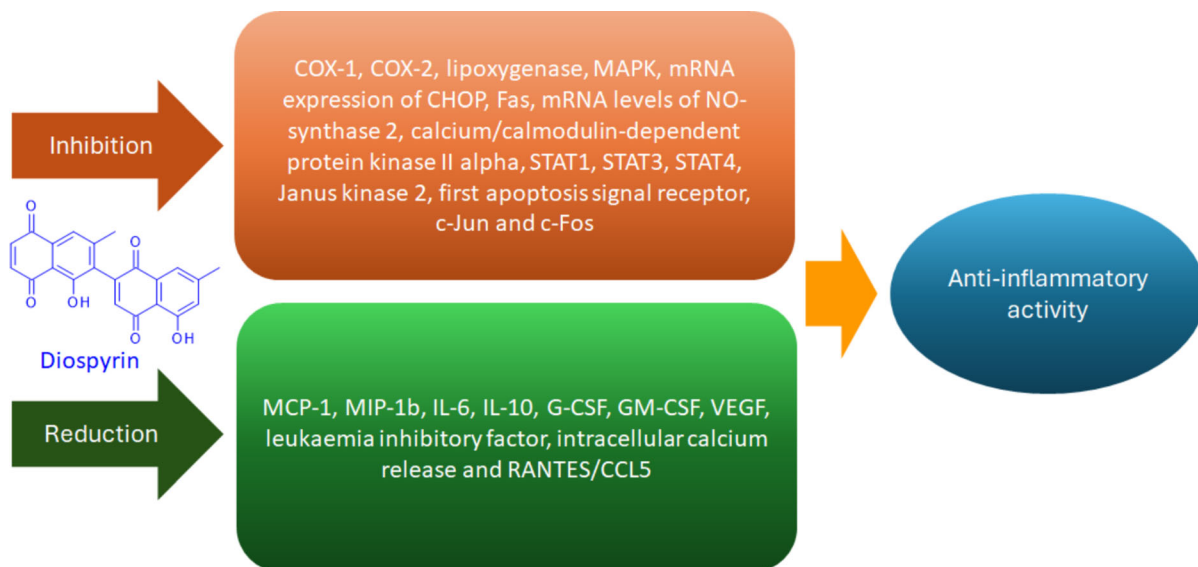 Inhibition
COX-1, COX-2, lipoxygenase, MAPK, mRNA
expression of CHOP, Fas, mRNA levels of NO-
synthase 2, calcium/calmodulin-dependent
protein kinase II alpha, STAT1, STAT3, STAT4,
Janus kinase 2, first apoptosis signal receptor,
c-Jun and c-Fos
O
O
O
OH
O
O
OH
Diospyrin
Reduction
MCP-1, MIP-1b, IL-6, IL-10, G-CSF, GM-CSF, VEGF,
leukaemia inhibitory factor, intracellular calcium
release and RANTES/CCL5
Anti-inflammatory
activity